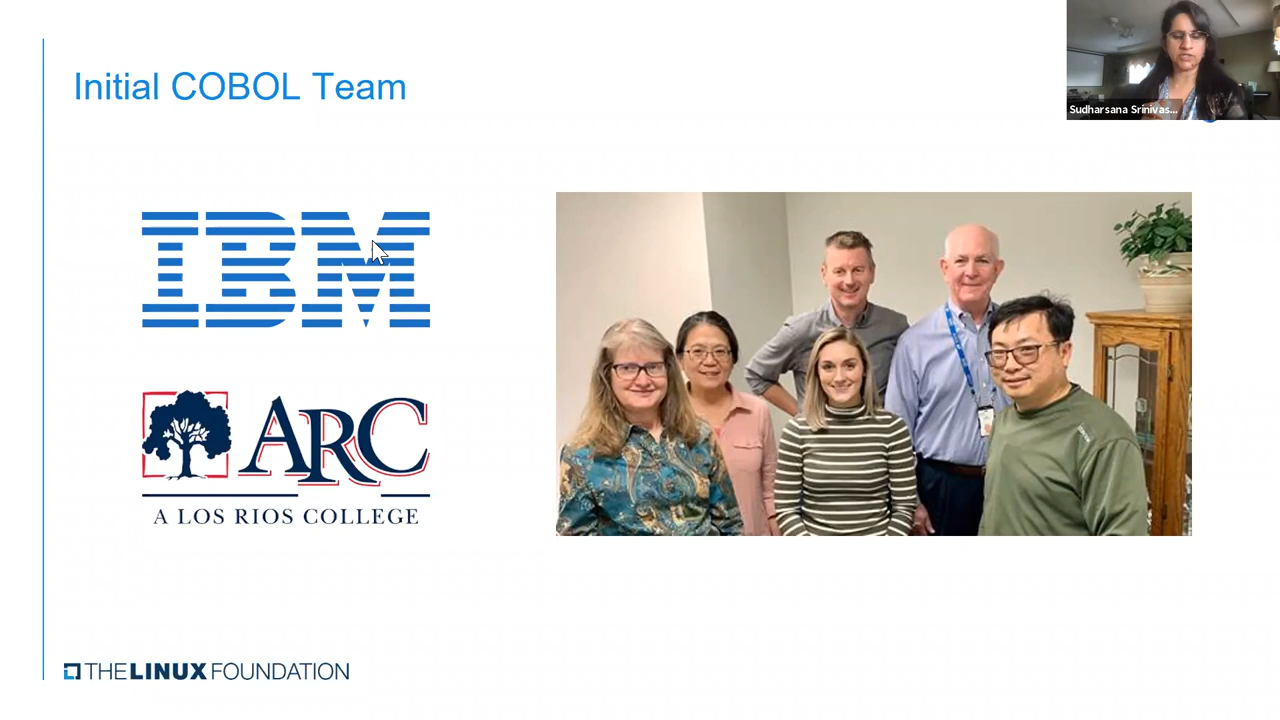 Initial COBOL Team
Sudharsana Srinivas...
IBM
ARC
A LOS RIOS COLLEGE
THE LINUX FOUNDATION